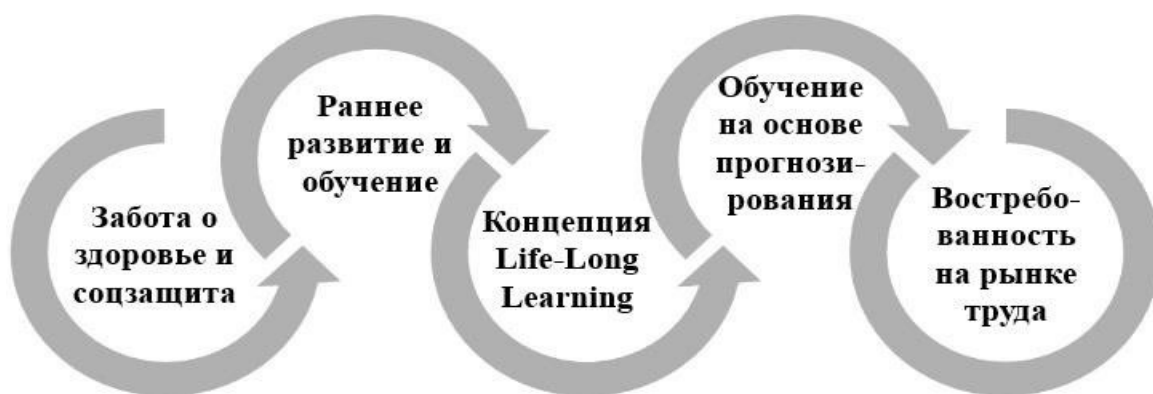 Забота о
здоровье и
соцзащита
Раннее
развитие и
обучение
Концепция
Life-Long
Learning
Обучение
на основе
прогнози-
рования
Востребо-
ванность
на рынке
труда